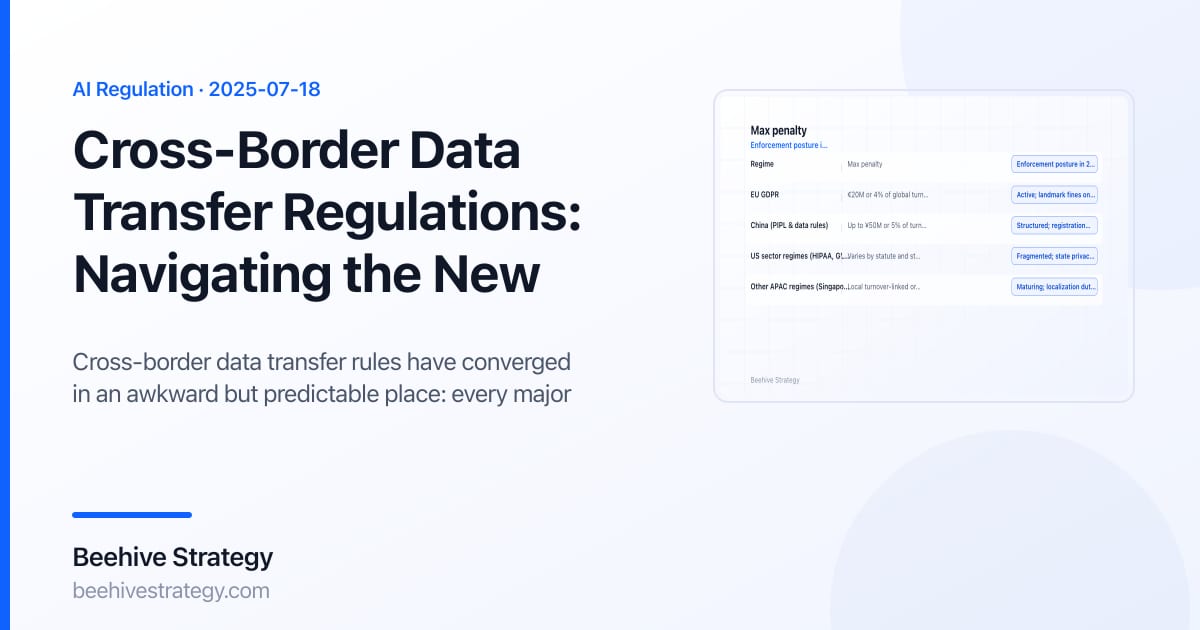 AI Regulation · 2025-07-18
Cross-Border Data
Transfer Regulations:
Navigating the New
Cross-border data transfer rules have converged
in an awkward but predictable place: every major
Beehive Strategy
beehivestrategy.com
Max penalty
Enforcement posture i...
Regime Max penalty Enforcement posture in 2...
EU GDPR €20M or 4% of global turn... Active; landmark fines on...
China (PIPL & data rules) Up to ¥50M or 5% of turn... Structured; registration...
US sector regimes (HIPAA, G... Varies by statute and st... Fragmented; state privac...
Other APAC regimes (Singapo... Local turnover-linked or... Maturing; localization dut...
Beehive Strategy